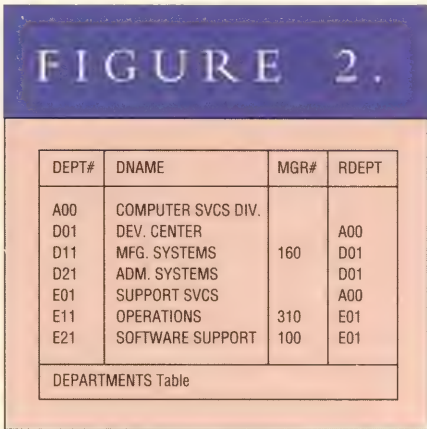 FIGURE 2.
DEPT# DNAME MGR# RDEPT
A00 COMPUTER SVCS DIV.
D01 DEV. CENTER A00
D11 MFG. SYSTEMS 160 D01
D21 ADM. SYSTEMS D01
E01 SUPPORT SVCS A00
E11 OPERATIONS 310 E01
E21 SOFTWARE SUPPORT 100 E01
DEPARTMENTS Table